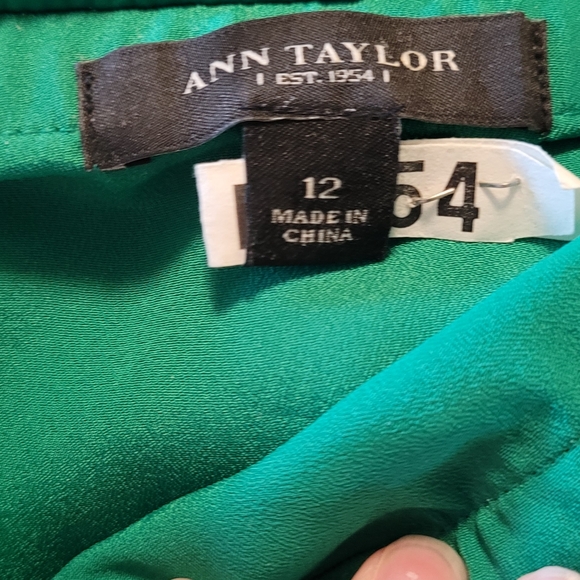 ANN TAYLOR
| EST. 1954 |
12
MADE IN
CHINA
54